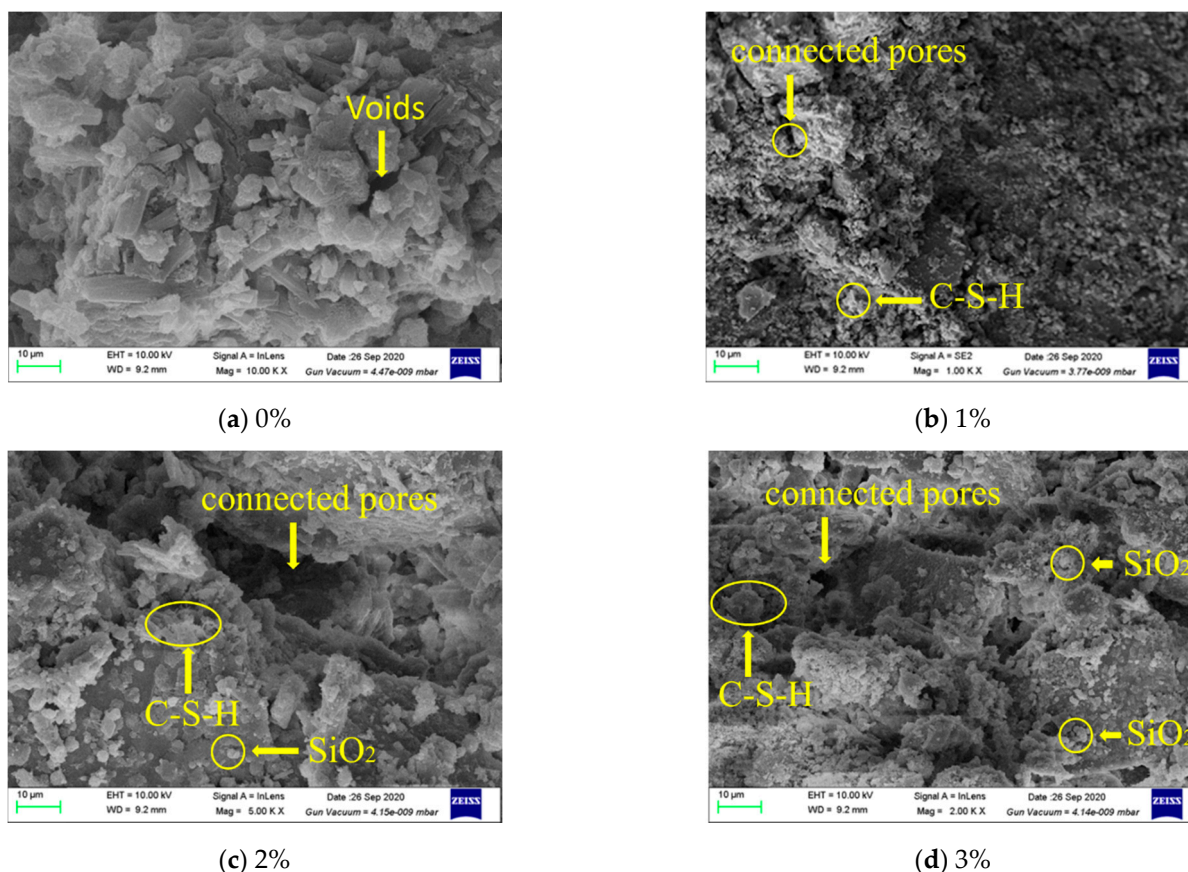 Voids
10 µm
EHT = 10.00 kV
WD = 9.2 mm
Signal A = InLens
Mag = 10.00 K X
Date :26 Sep 2020
Gun Vacuum = 4.47e-009 mbar
ZEISS
(a) 0%
connected pores
C-S-H
10 µm
EHT = 10.00 kV
WD = 9.2 mm
Signal A = SE2
Mag = 1.00 K X
Date :26 Sep 2020
Gun Vacuum = 3.77e-009 mbar
ZEISS
(b) 1%
connected pores
C-S-H
SiO₂
10 µm
EHT = 10.00 kV
WD = 9.2 mm
Signal A = InLens
Mag = 5.00 K X
Date :26 Sep 2020
Gun Vacuum = 4.15e-009 mbar
ZEISS
(c) 2%
connected pores
SiO₂
C-S-H
SiO₂
10 µm
EHT = 10.00 kV
WD = 9.2 mm
Signal A = InLens
Mag = 2.00 K X
Date :26 Sep 2020
Gun Vacuum = 4.14e-009 mbar
ZEISS
(d) 3%